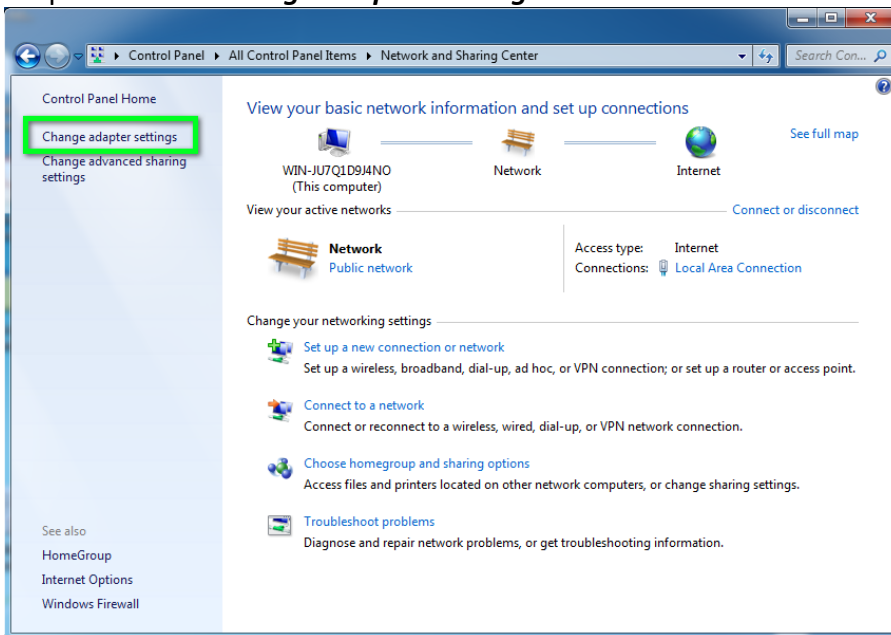 Control Panel ▸ All Control Panel Items ▸ Network and Sharing Center
Search Con...
Control Panel Home
Change adapter settings
Change advanced sharing
settings
View your basic network information and set up connections
See full map
WIN-JU7Q1D9J4NO
(This computer)
Network
Internet
View your active networks
Connect or disconnect
Network
Public network
Access type: Internet
Connections: Local Area Connection
Change your networking settings
Set up a new connection or network
Set up a wireless, broadband, dial-up, ad hoc, or VPN connection; or set up a router or access point.
Connect to a network
Connect or reconnect to a wireless, wired, dial-up, or VPN network connection.
Choose homegroup and sharing options
Access files and printers located on other network computers, or change sharing settings.
Troubleshoot problems
Diagnose and repair network problems, or get troubleshooting information.
See also
HomeGroup
Internet Options
Windows Firewall